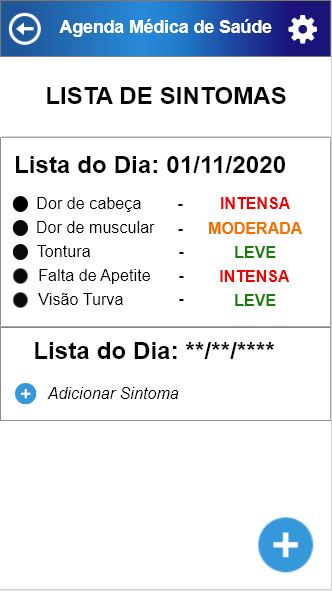 Agenda Médica de Saúde
LISTA DE SINTOMAS
Lista do Dia: 01/11/2020
Dor de cabeça - INTENSA
Dor de muscular - MODERADA
Tontura - LEVE
Falta de Apetite - INTENSA
Visão Turva - LEVE
Lista do Dia: **/**/****
Adicionar Sintoma